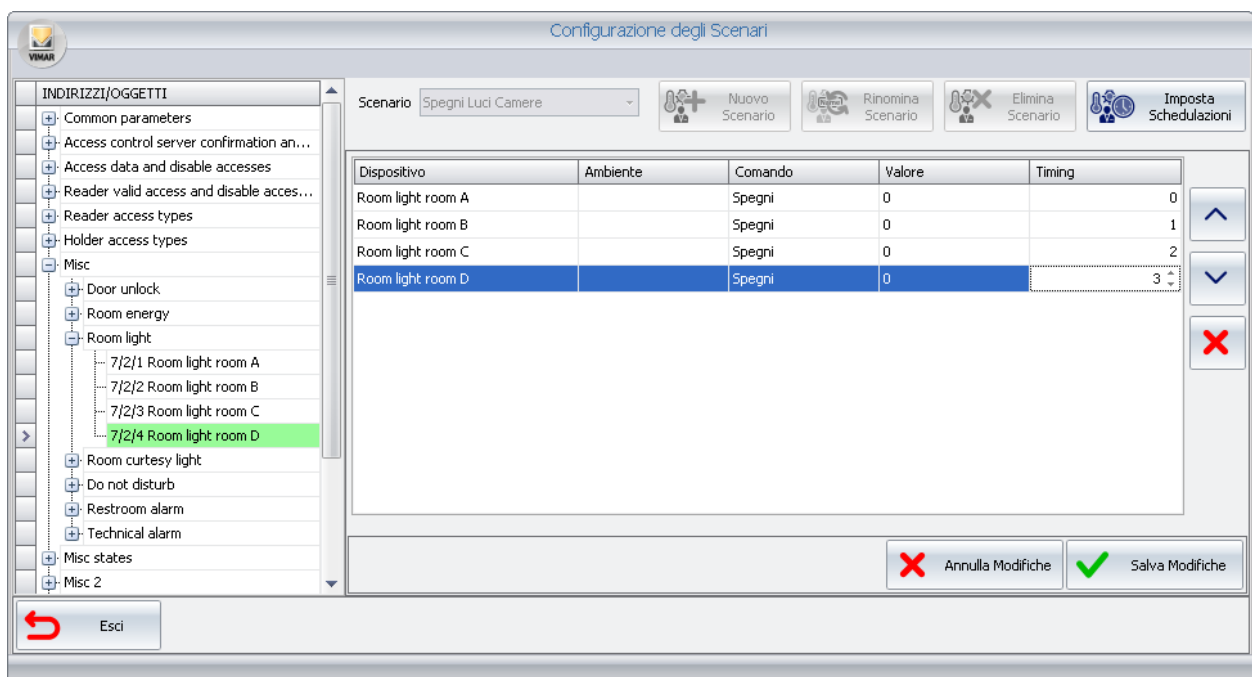 Configurazione degli Scenari
VIMAR
INDIRIZZI/OGGETTI
Common parameters
Access control server confirmation an...
Access data and disable accesses
Reader valid access and disable acces...
Reader access types
Holder access types
Misc
Door unlock
Room energy
Room light
7/2/1 Room light room A
7/2/2 Room light room B
7/2/3 Room light room C
7/2/4 Room light room D
Room curtesy light
Do not disturb
Restroom alarm
Technical alarm
Misc states
Misc 2
Scenario Spegni Luci Camere
Nuovo Scenario
Rinomina Scenario
Elimina Scenario
Imposta Schedulazioni
Dispositivo Ambiente Comando Valore Timing
Room light room A Spegni 0 0
Room light room B Spegni 0 1
Room light room C Spegni 0 2
Room light room D Spegni 0 3
Annulla Modifiche
Salva Modifiche
Esci